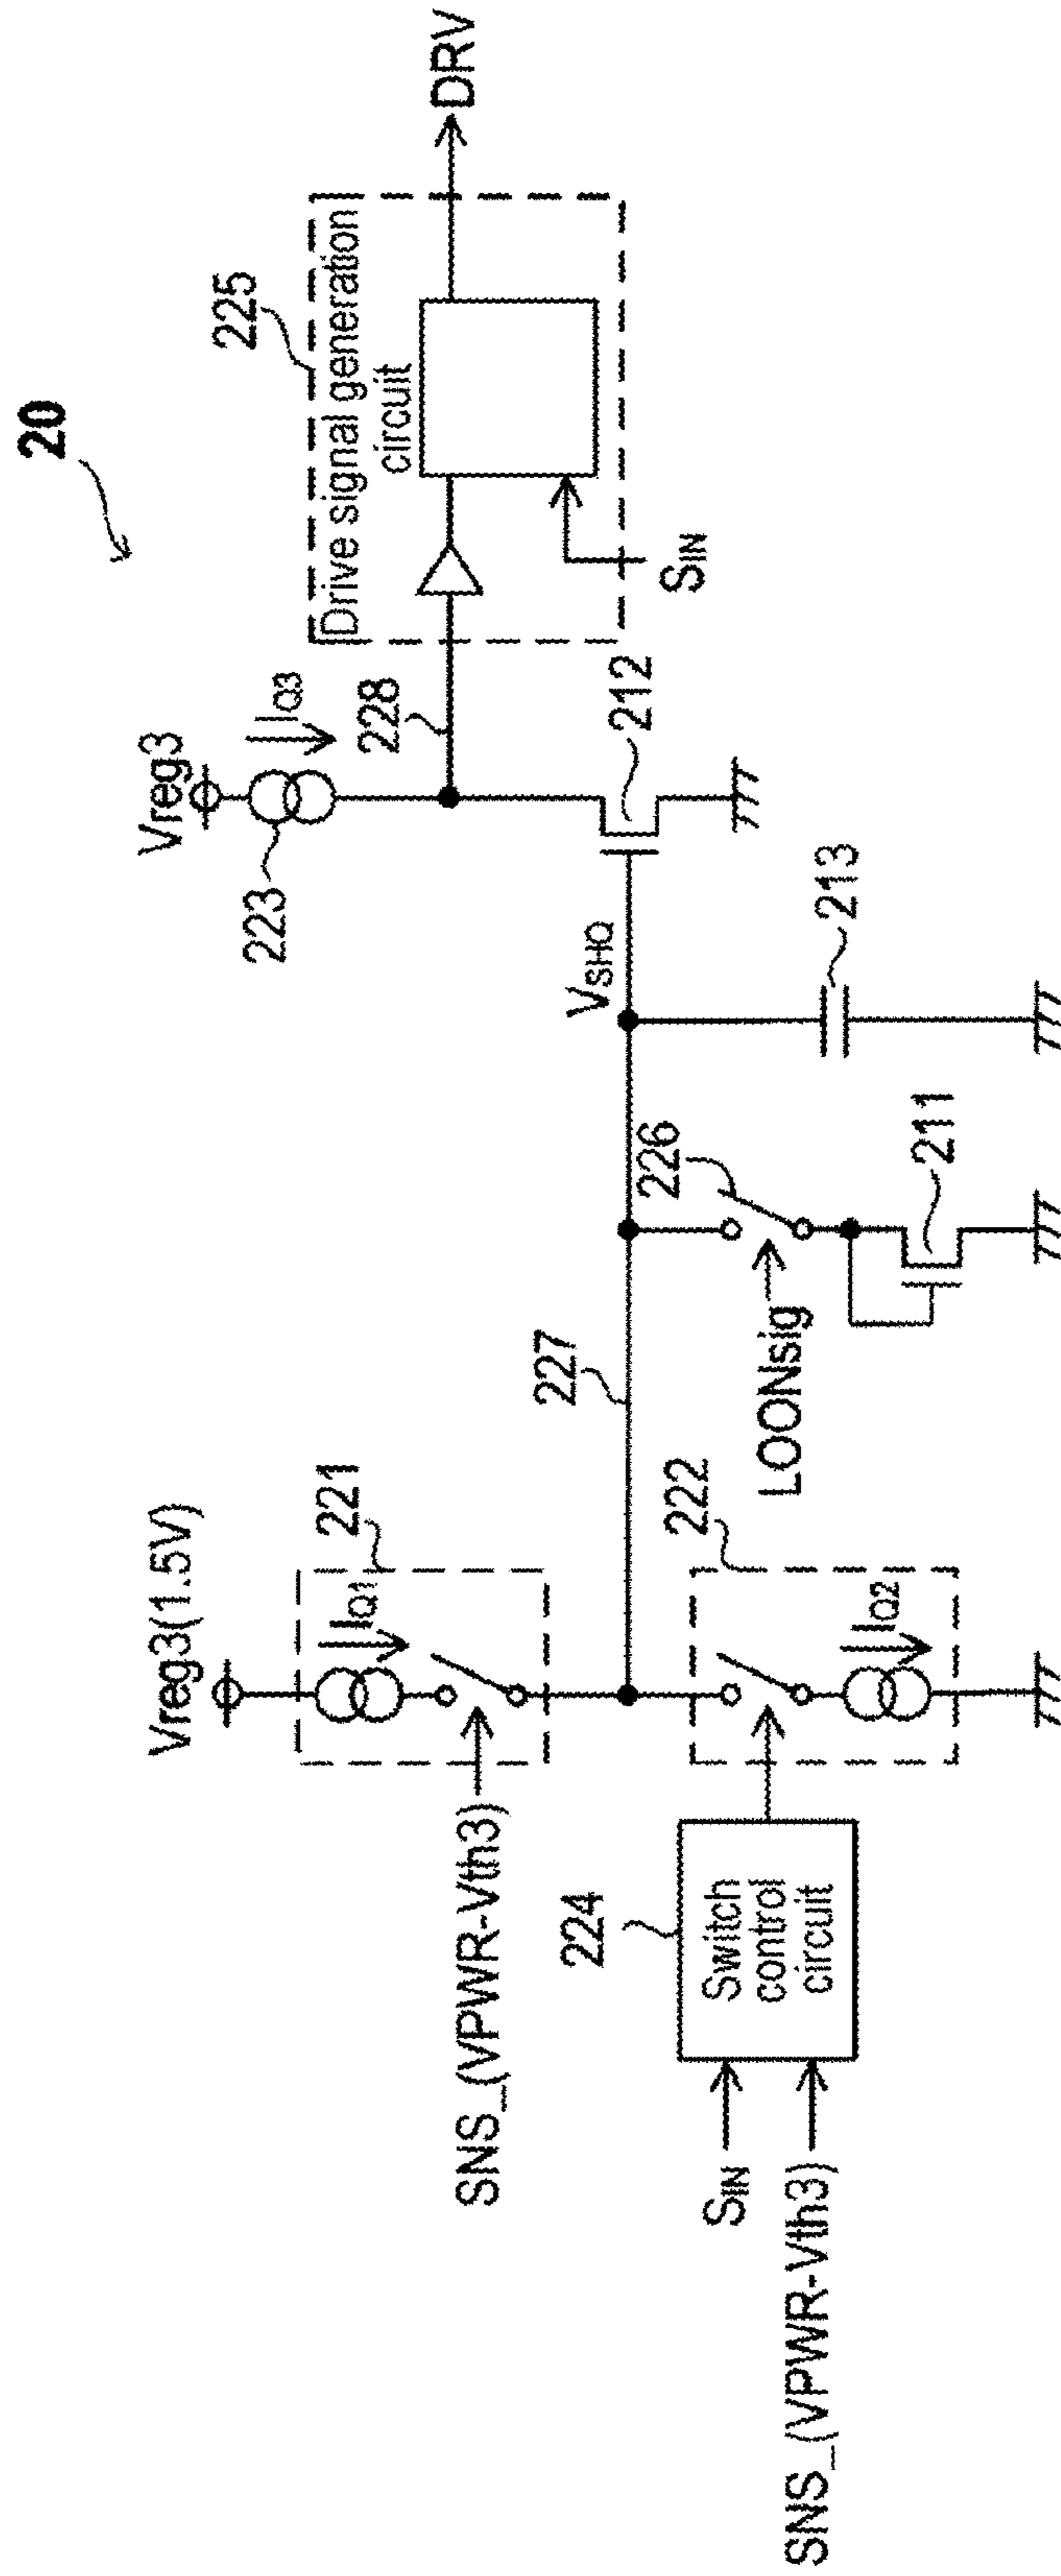 20
Vreg3(1.5V)
221
IQ1
SNS_(VPWR-Vth3)
224
Switch
control
circuit
SIN
SNS_(VPWR-Vth3)
222
IQ2
227
LOONsig
226
211
213
VSHQ
Vreg3
223
IQ3
228
212
225
Drive signal generation
circuit
SIN
DRV